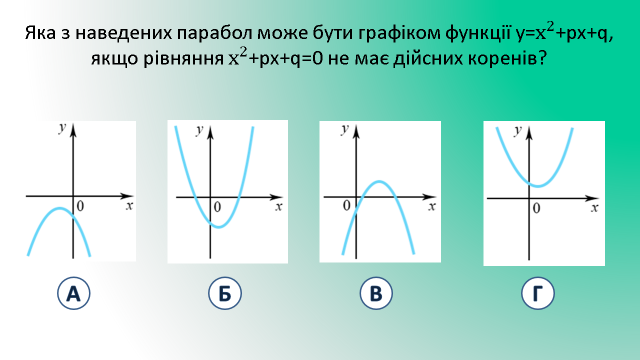 Яка з наведених парабол може бути графіком функції y=x²+px+q,
якщо рівняння x²+px+q=0 не має дійсних коренів?
y
0
x
y
0
x
y
0
x
y
0
x
А
Б
В
Г